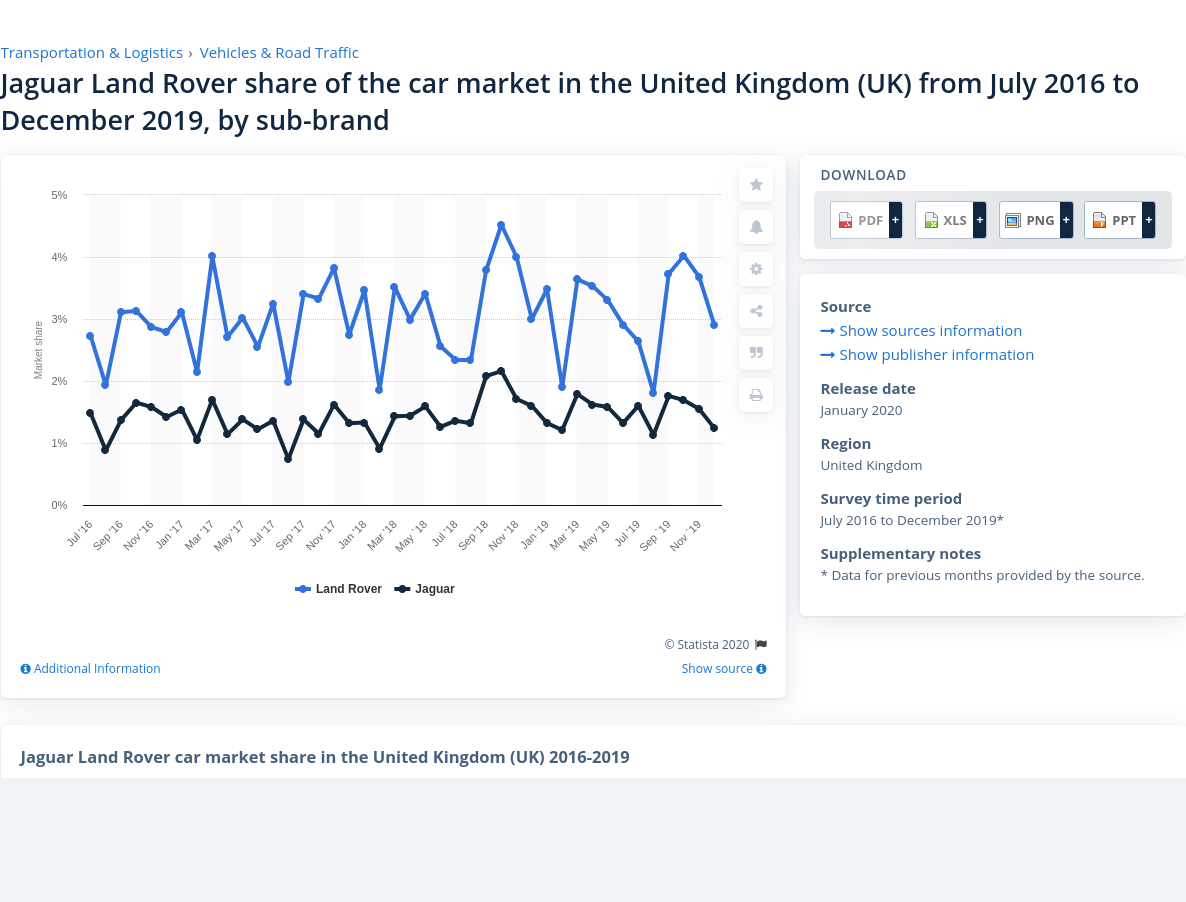 Transportation & Logistics › Vehicles & Road Traffic
Jaguar Land Rover share of the car market in the United Kingdom (UK) from July 2016 to
December 2019, by sub-brand
5%
4%
3%
2%
1%
0%
Market share
Jul '16
Sep '16
Nov '16
Jan '17
Mar '17
May '17
Jul '17
Sep '17
Nov '17
Jan '18
Mar '18
May `18
Jul '18
Sep '18
Nov '18
Jan '19
Mar '19
May '19
Jul '19
Sep `19
Nov `19
Land Rover Jaguar
© Statista 2020
Additional Information
Show source
DOWNLOAD
PDF + XLS + PNG + PPT +
Source
Show sources information
Show publisher information
Release date
January 2020
Region
United Kingdom
Survey time period
July 2016 to December 2019*
Supplementary notes
* Data for previous months provided by the source.
Jaguar Land Rover car market share in the United Kingdom (UK) 2016-2019